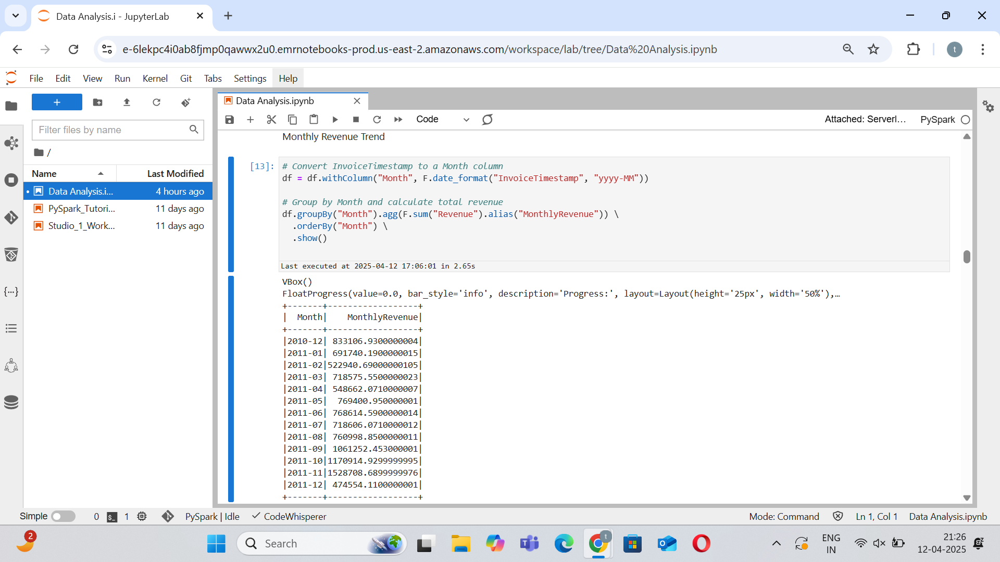 Data Analysis.i - JupyterLab
e-6lekpc4i0ab8fjmp0qawwx2u0.emrnotebooks-prod.us-east-2.amazonaws.com/workspace/lab/tree/Data%20Analysis.ipynb
t
File Edit View Run Kernel Git Tabs Settings Help
Filter files by name
/
Name Last Modified
Data Analysis.i... 4 hours ago
PySpark_Tutori... 11 days ago
Studio_1_Work... 11 days ago
Data Analysis.ipynb
Code
Attached: Serverl... PySpark
Monthly Revenue Trend
[13]:
# Convert InvoiceTimestamp to a Month column
df = df.withColumn("Month", F.date_format("InvoiceTimestamp", "yyyy-MM"))
# Group by Month and calculate total revenue
df.groupBy("Month").agg(F.sum("Revenue").alias("MonthlyRevenue")) \
  .orderBy("Month") \
  .show()
Last executed at 2025-04-12 17:06:01 in 2.65s
VBox()
FloatProgress(value=0.0, bar_style='info', description='Progress:', layout=Layout(height='25px', width='50%'),…
+-------+------------------+
|  Month|    MonthlyRevenue|
+-------+------------------+
|2010-12| 833106.9300000004|
|2011-01| 691740.1900000015|
|2011-02|522940.69000000105|
|2011-03| 718575.5500000023|
|2011-04| 548662.0710000007|
|2011-05|  769400.950000001|
|2011-06| 768614.5900000014|
|2011-07| 718606.0710000012|
|2011-08| 760998.8500000011|
|2011-09| 1061252.453000001|
|2011-10|1170914.9299999995|
|2011-11|1528708.6899999976|
|2011-12| 474554.1100000001|
+-------+------------------+
Simple 0 $_ 1 PySpark | Idle CodeWhisperer
Mode: Command Ln 1, Col 1 Data Analysis.ipynb
2
Search
t
ENG
IN
21:26
12-04-2025